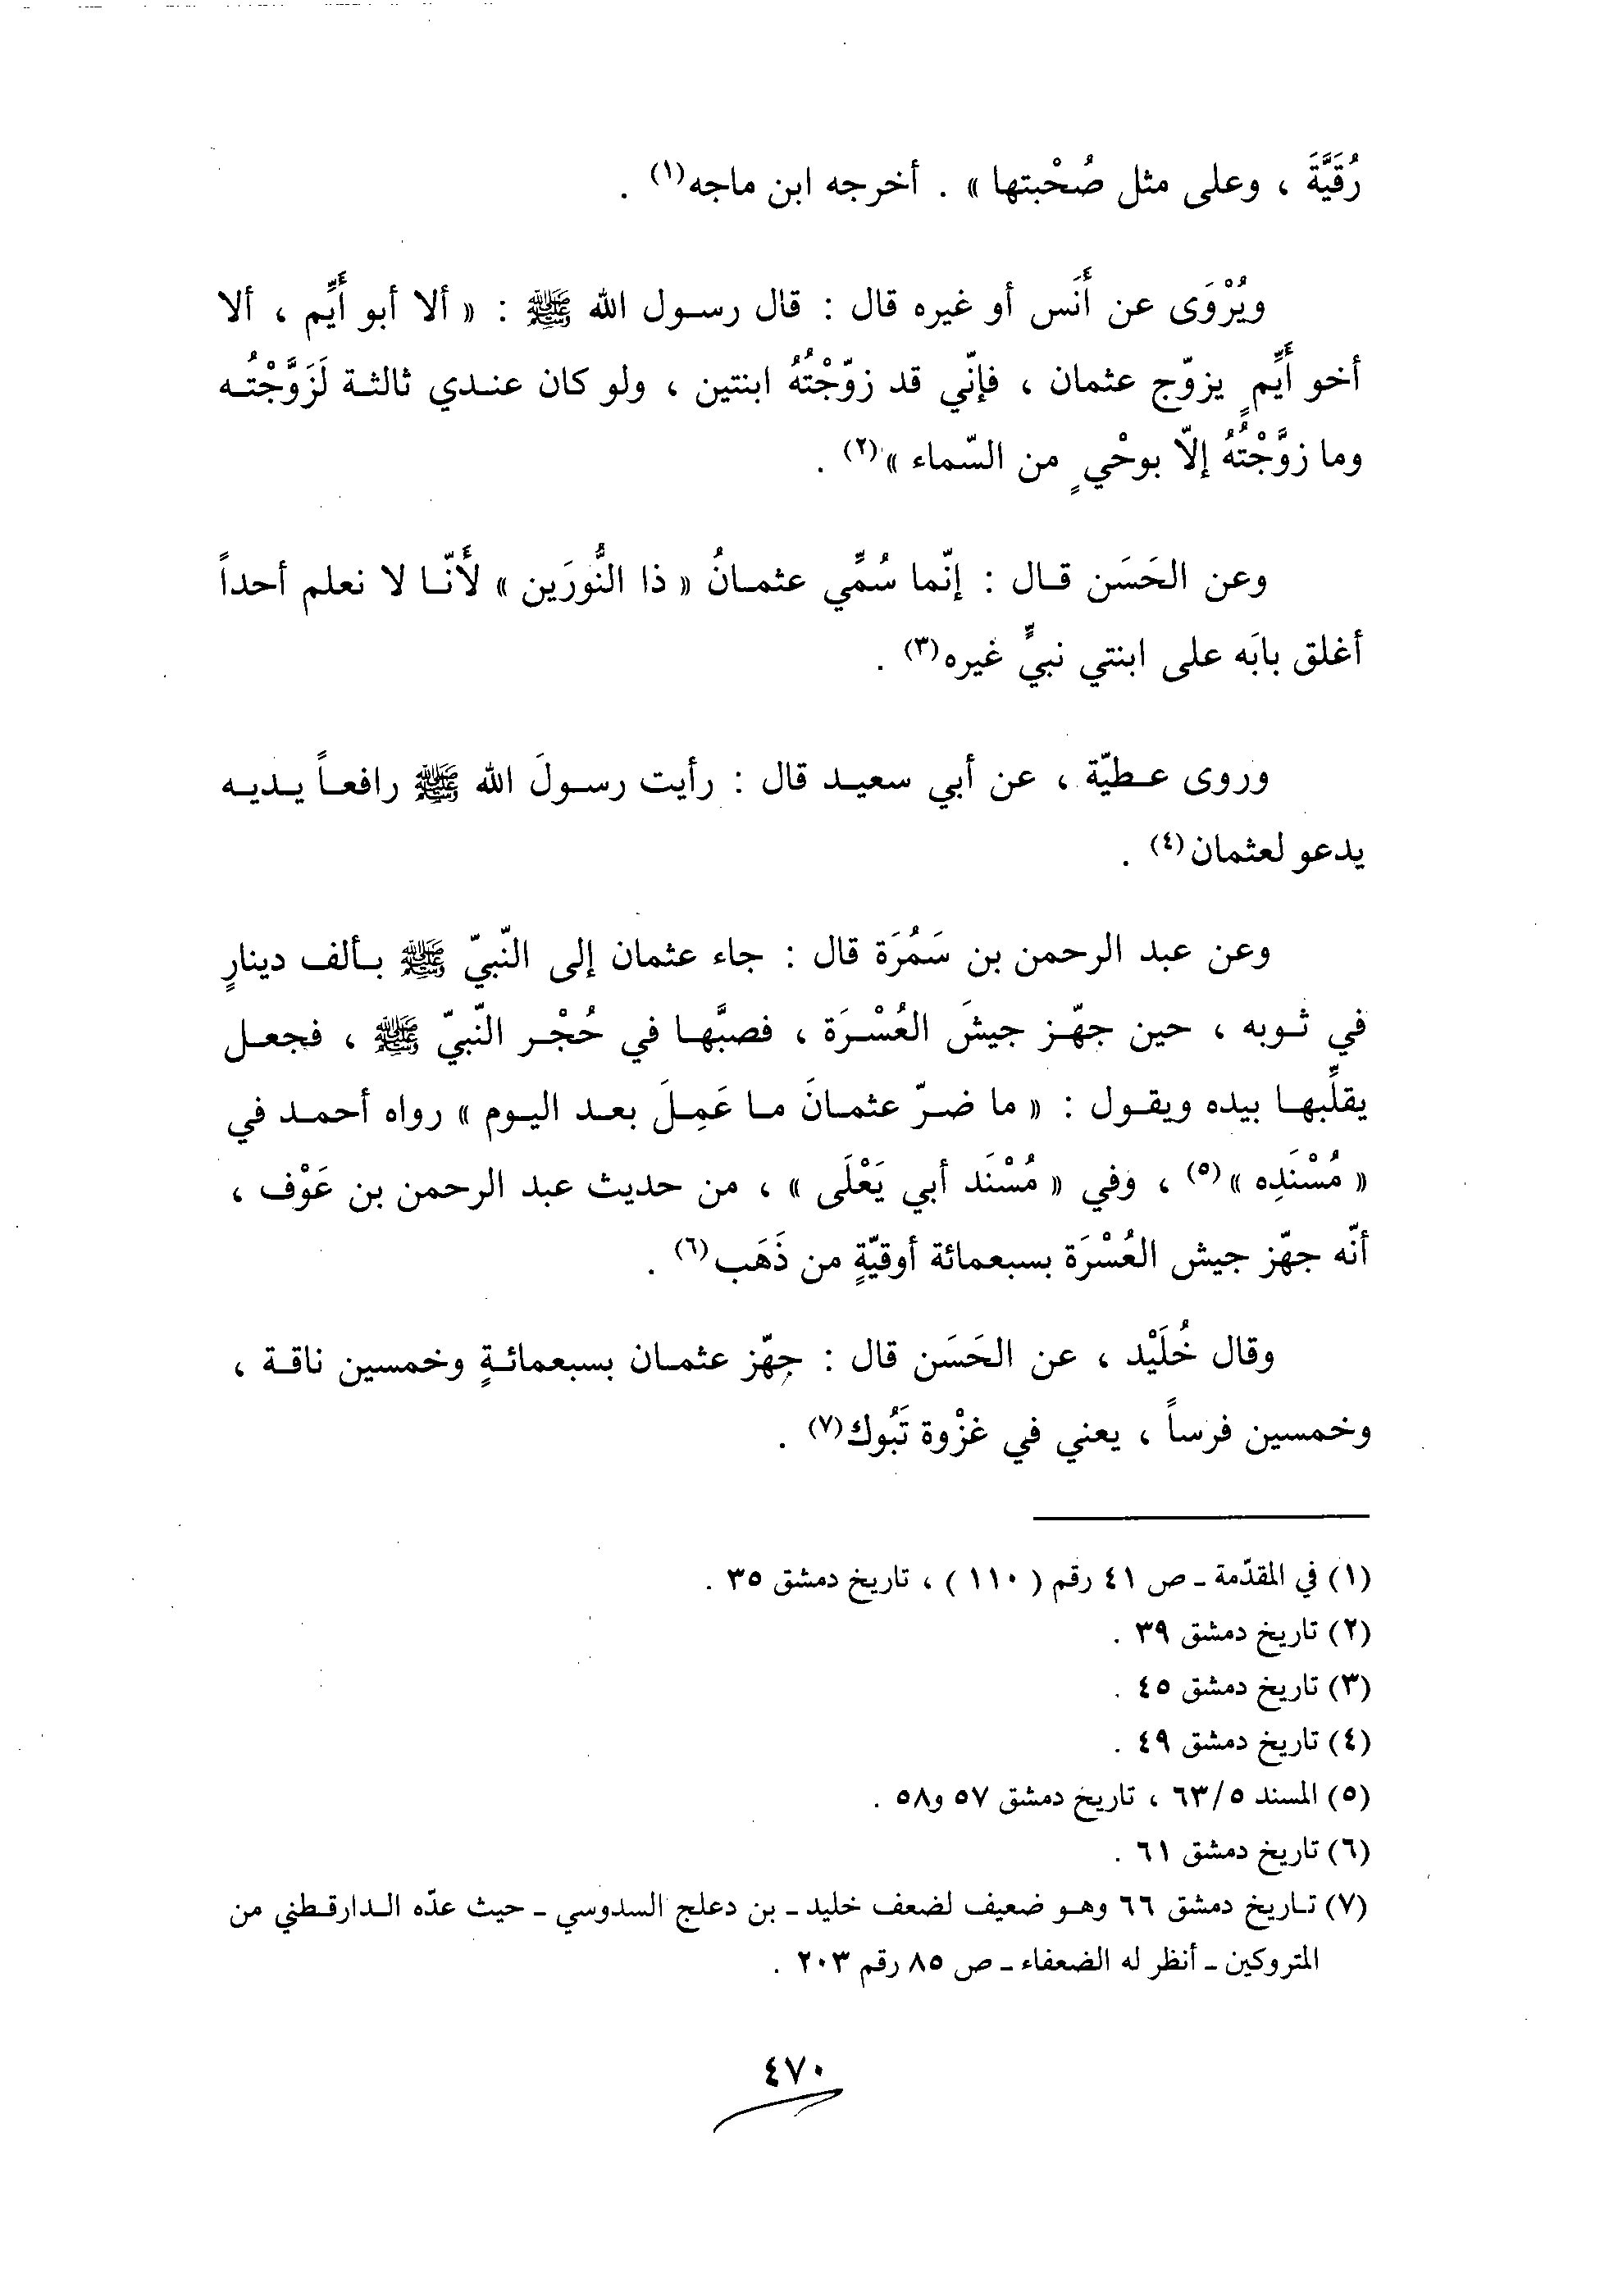 رُقَيَّةَ ، وعلى مثل صُحْبتها » . أخرجه ابن ماجه(١) .
ويُرْوَى عن أَنَس أو غيره قال : قال رسول الله ﷺ : « ألا أبو أَيِّم ، ألا
أخو أَيِّمٍ يزوّج عثمان ، فإنّي قد زوّجْتُهُ ابنتين ، ولو كان عندي ثالثة لَزَوَّجْتُه
وما زوَّجْتُهُ إلاّ بوحْيٍ من السّماء »(٢) .
وعن الحَسَن قال : إنّما سُمِّي عثمانُ « ذا النُّورَين » لأَنّا لا نعلم أحداً
أغلق بابَه على ابنتي نبيٍّ غيره(٣) .
وروى عطيّة ، عن أبي سعيد قال : رأيت رسولَ الله ﷺ رافعاً يديه
يدعو لعثمان(٤) .
وعن عبد الرحمن بن سَمُرَة قال : جاء عثمان إلى النّبيّ ﷺ بألف دينارٍ
في ثوبه ، حين جهّز جيشَ العُسْرَة ، فصبَّها في حُجْر النّبيّ ﷺ ، فجعل
يقلِّبها بيده ويقول : « ما ضرّ عثمانَ ما عَمِلَ بعد اليوم » رواه أحمد في
« مُسْنَدِه »(٥) ، وفي « مُسْنَد أبي يَعْلَى » ، من حديث عبد الرحمن بن عَوْف ،
أنّه جهّز جيش العُسْرَة بسبعمائة أوقيّةٍ من ذَهَب(٦) .
وقال خُلَيْد ، عن الحَسَن قال : جهّز عثمان بسبعمائةٍ وخمسين ناقة ،
وخمسين فرساً ، يعني في غزْوة تَبُوك(٧) .
(١) في المقدّمة ـ ص ٤١ رقم ( ١١٠ ) ، تاريخ دمشق ٣٥ .
(٢) تاريخ دمشق ٣٩ .
(٣) تاريخ دمشق ٤٥ .
(٤) تاريخ دمشق ٤٩ .
(٥) المسند ٦٣/٥ ، تاريخ دمشق ٥٧ و٥٨ .
(٦) تاريخ دمشق ٦١ .
(٧) تاريخ دمشق ٦٦ وهو ضعيف لضعف خليد ـ بن دعلج السدوسي ـ حيث عدّه الدارقطني من
المتروكين ـ أنظر له الضعفاء ـ ص ٨٥ رقم ٢٠٣ .
٤٧٠